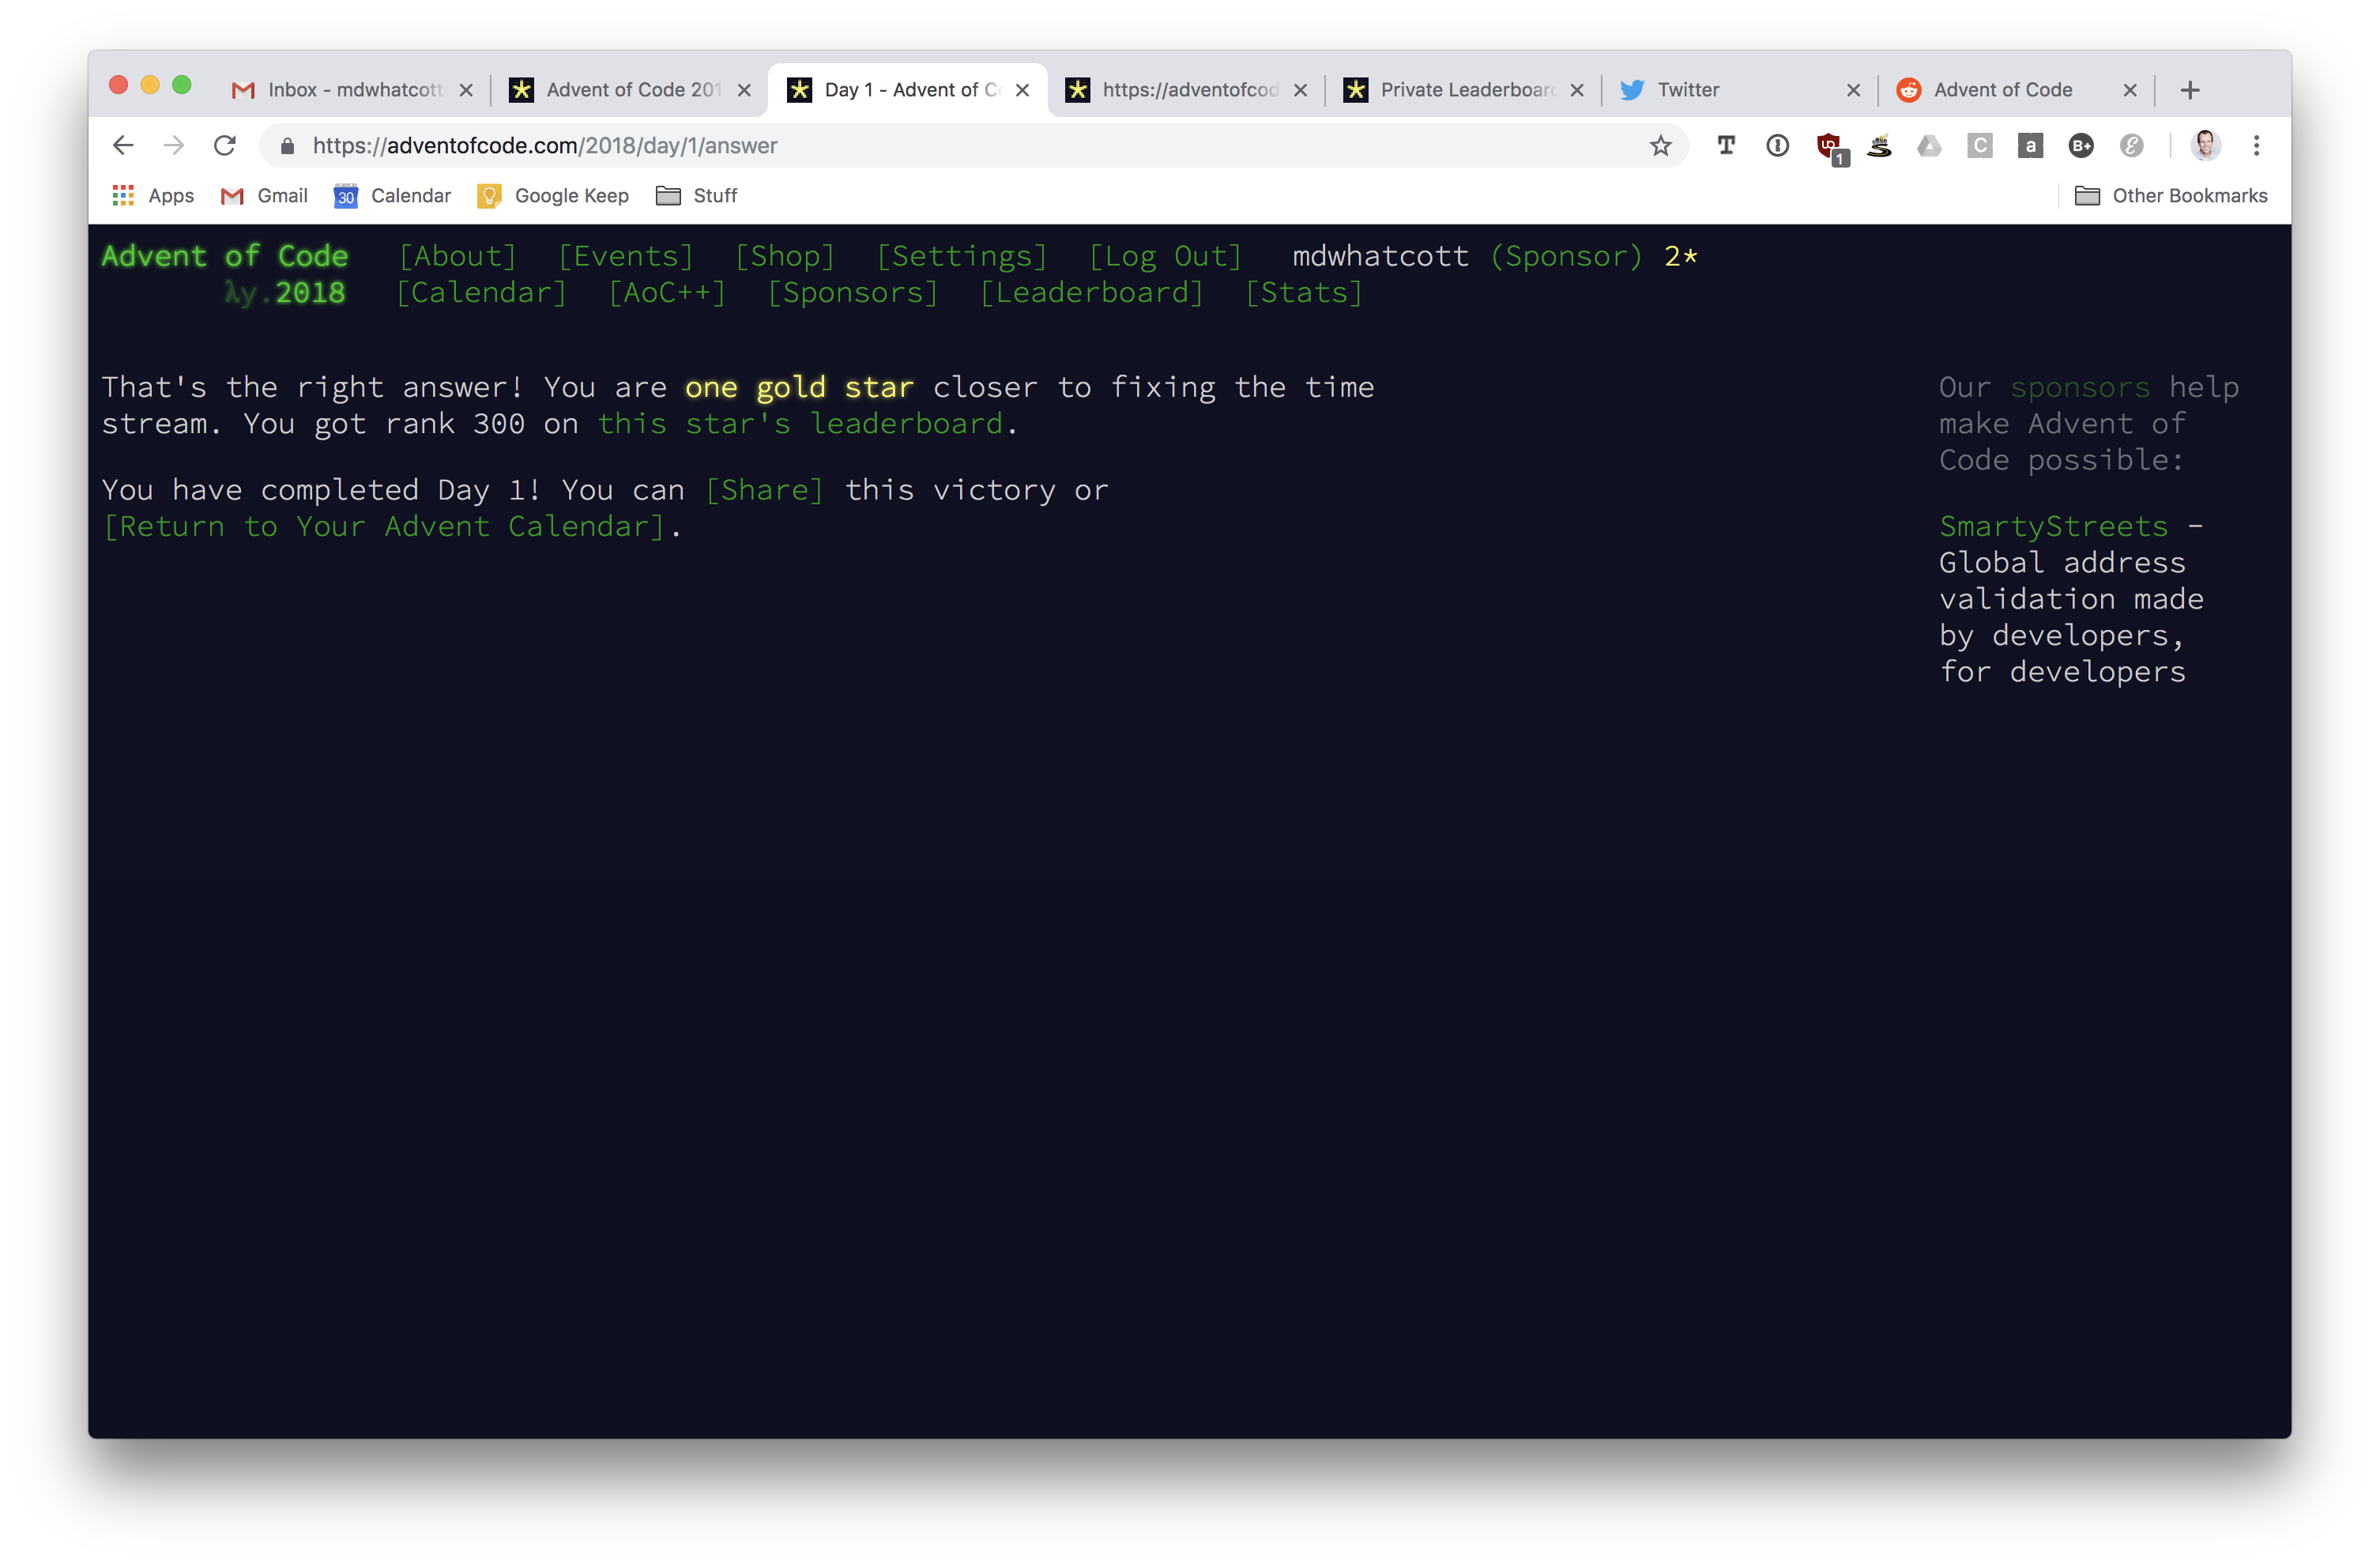 Inbox - mdwhatcott
Advent of Code 201
Day 1 - Advent of Co
https://adventofcod
Private Leaderboard
Twitter
Advent of Code
https://adventofcode.com/2018/day/1/answer
1
Apps
Gmail
30
Calendar
Google Keep
Stuff
Other Bookmarks
Advent of Code [About] [Events] [Shop] [Settings] [Log Out] mdwhatcott (Sponsor) 2*
λy.2018 [Calendar] [AoC++] [Sponsors] [Leaderboard] [Stats]
That's the right answer! You are one gold star closer to fixing the time
stream. You got rank 300 on this star's leaderboard.
You have completed Day 1! You can [Share] this victory or
[Return to Your Advent Calendar].
Our sponsors help
make Advent of
Code possible:
SmartyStreets -
Global address
validation made
by developers,
for developers